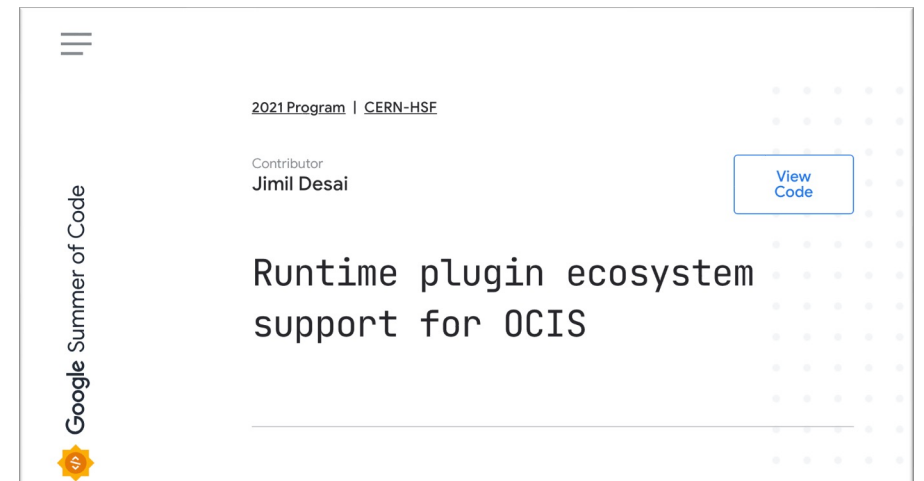 2021 Program | CERN-HSF
Contributor
Jimil Desai
View
Code
Runtime plugin ecosystem
support for OCIS
Google Summer of Code